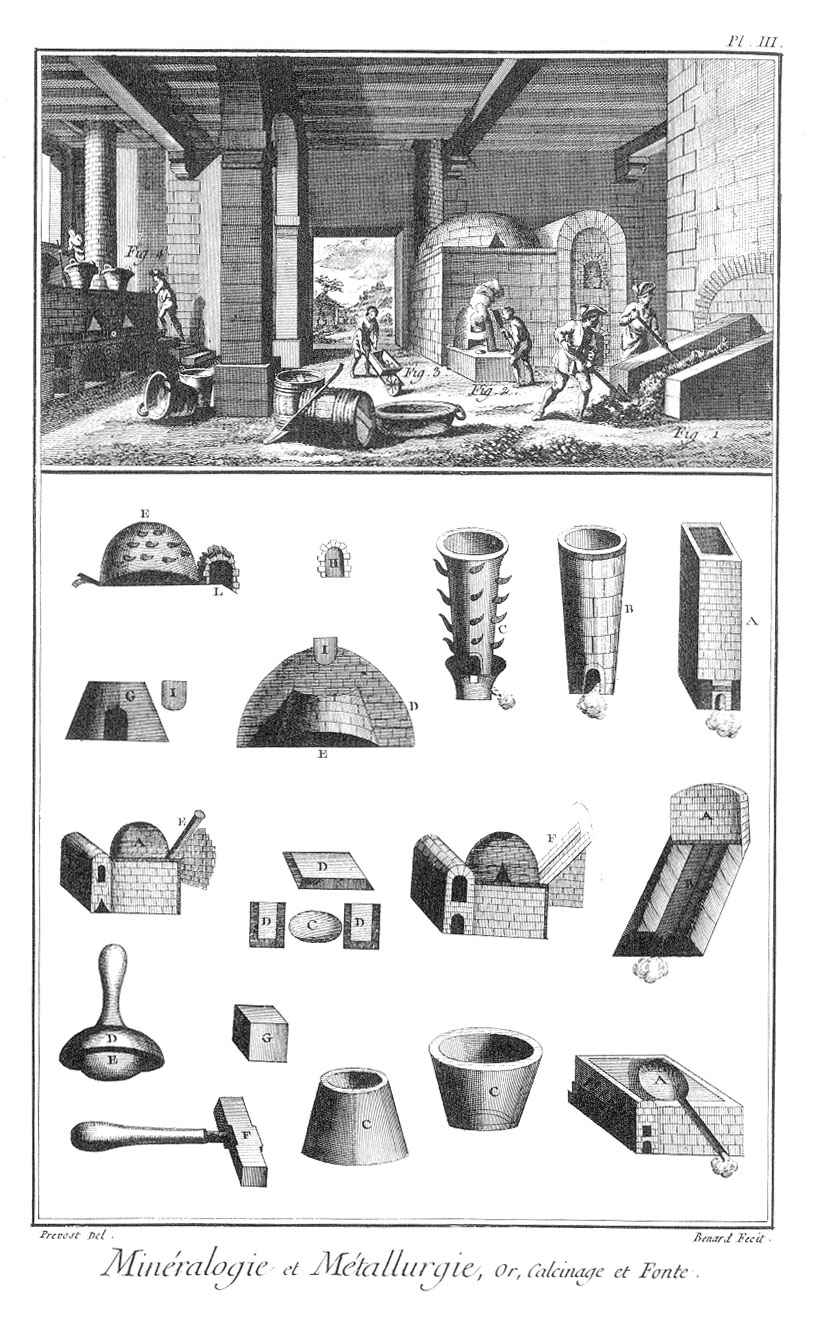 Pl. III.
Fig. 4
Fig. 3.
Fig. 2.
Fig. 1
E
L
H
C
B
A
G
I
I
D
E
A
E
D
D
C
D
F
A
A
B
D
E
G
F
C
C
A
Prevost Del.
Benard Fecit.
Minéralogie et Métallurgie, Or, Calcinage et Fonte.